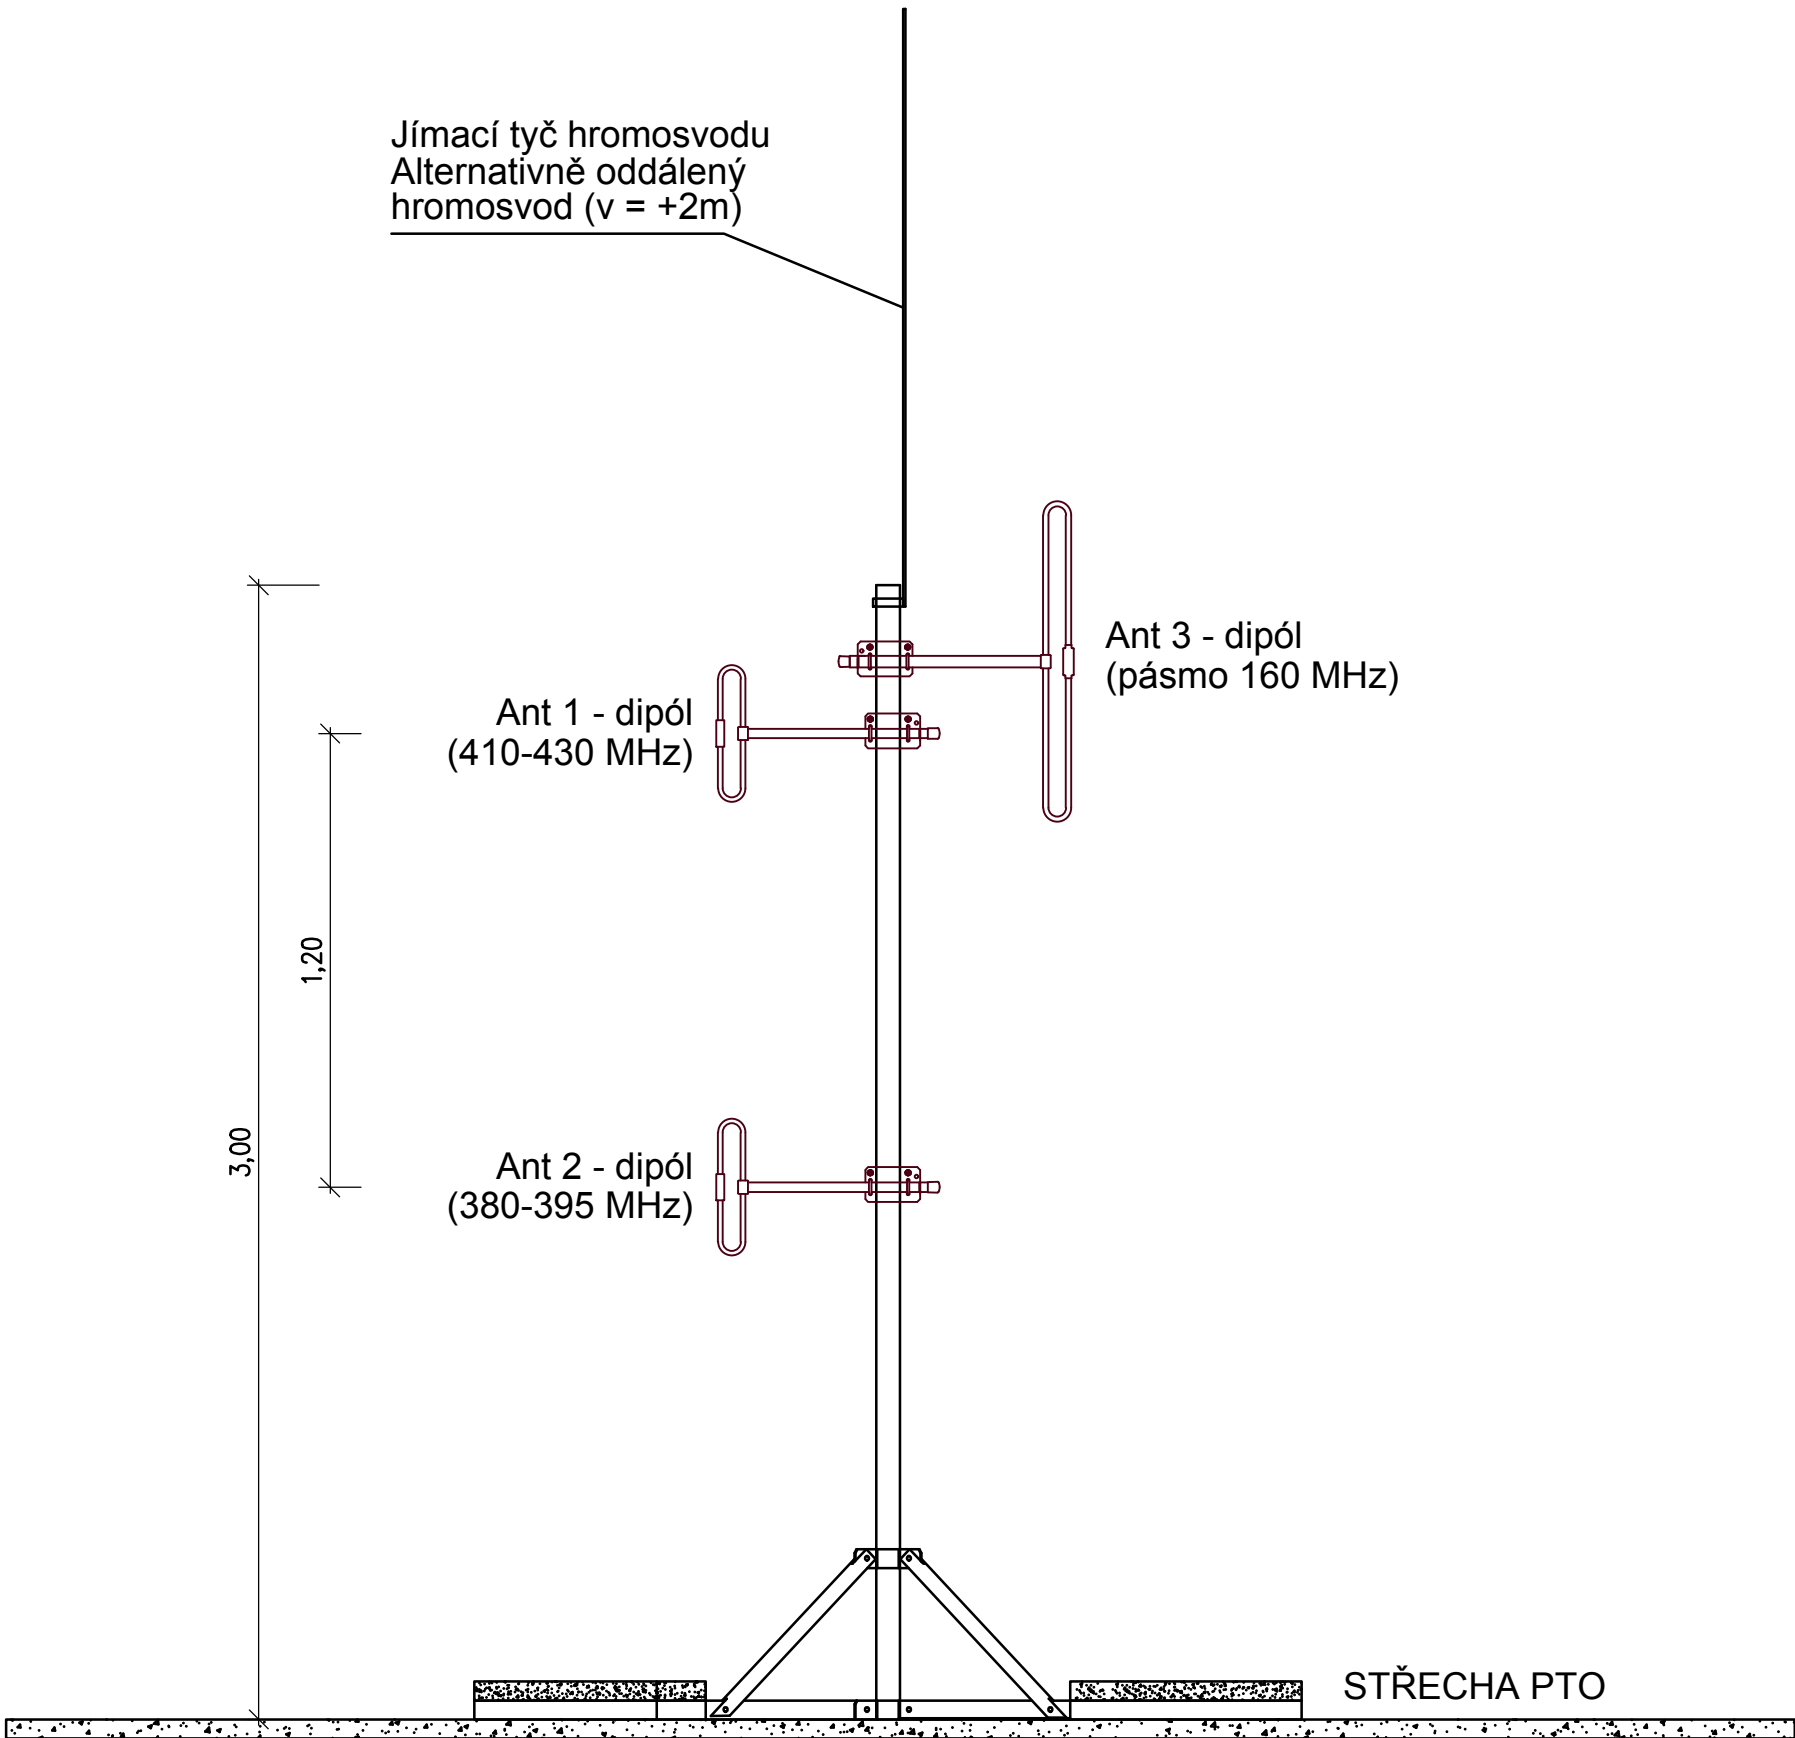 Jímací tyč hromosvodu
Alternativně oddálený
hromosvod (v = +2m)
Ant 3 - dipól
(pásmo 160 MHz)
Ant 1 - dipól
(410-430 MHz)
1,20
3,00
Ant 2 - dipól
(380-395 MHz)
STŘECHA PTO